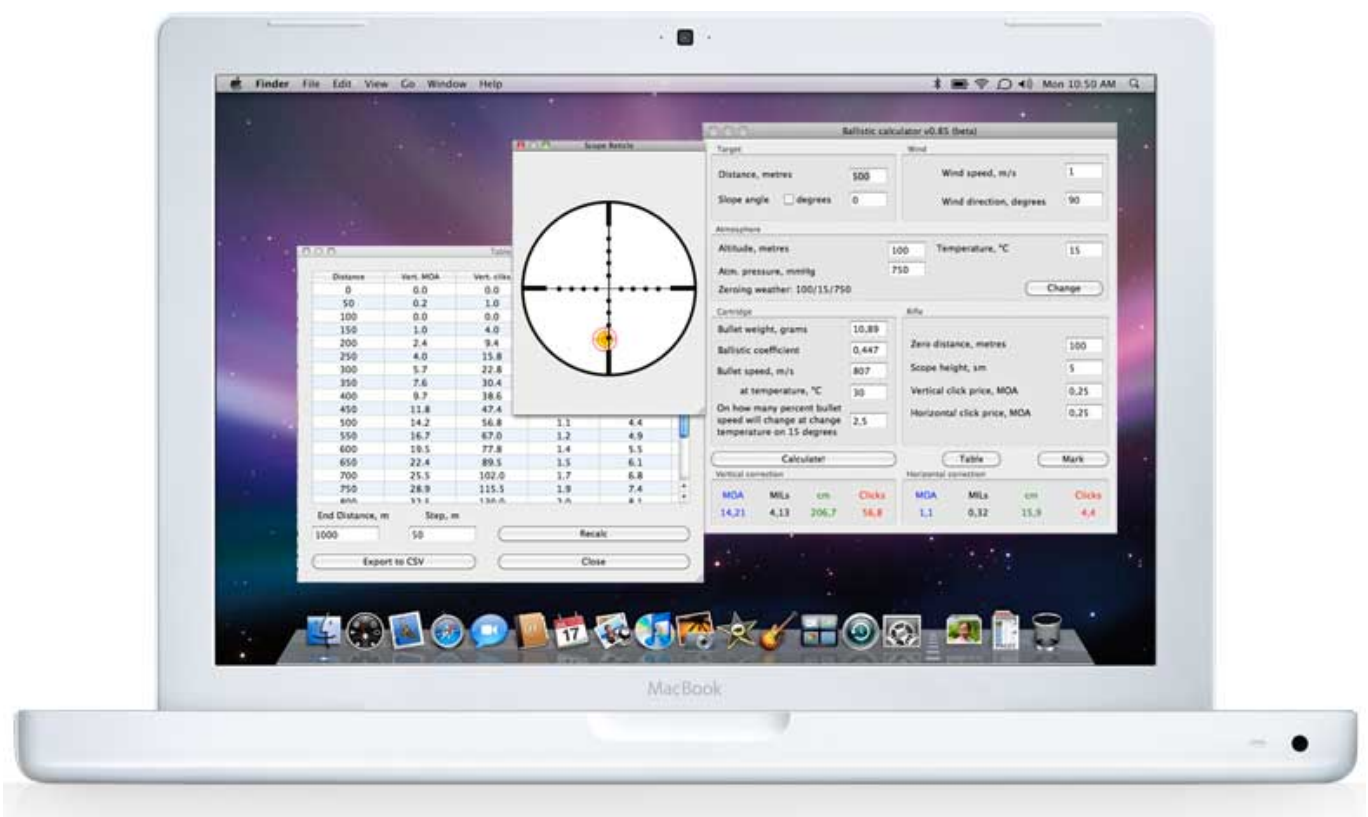 Finder File Edit View Go Window Help Mon 10:50 AM
Scope Reticle
Ballistic calculator v0.85 (beta)
Target
Distance, metres 500
Slope angle degrees 0
Wind
Wind speed, m/s 1
Wind direction, degrees 90
Atmosphere
Altitude, metres 100 Temperature, °C 15
Atm. pressure, mmHg 750
Zeroing weather: 100/15/750 Change
Cartridge
Bullet weight, grams 10,89
Ballistic coefficient 0,447
Bullet speed, m/s 807
at temperature, °C 30
On how many percent bullet
speed will change at change 2,5
temperature on 15 degrees
Rifle
Zero distance, metres 100
Scope height, sm 5
Vertical click price, MOA 0,25
Horizontal click price, MOA 0,25
Calculate! Table Mark
Vertical correction
MOA MILs cm Clicks
14,21 4,13 206,7 56,8
Horizontal correction
MOA MILs cm Clicks
1,1 0,32 15,9 4,4
Table
Distance Vert. MOA Vert. cliks
0 0.0 0.0
50 0.2 1.0
100 0.0 0.0
150 1.0 4.0
200 2.4 9.4
250 4.0 15.8
300 5.7 22.8
350 7.6 30.4
400 9.7 38.6
450 11.8 47.4
500 14.2 56.8 1.1 4.4
550 16.7 67.0 1.2 4.9
600 19.5 77.8 1.4 5.5
650 22.4 89.5 1.5 6.1
700 25.5 102.0 1.7 6.8
750 28.9 115.5 1.9 7.4
End Distance, m Step, m
1000 50 Recalc
Export to CSV Close
17
MacBook